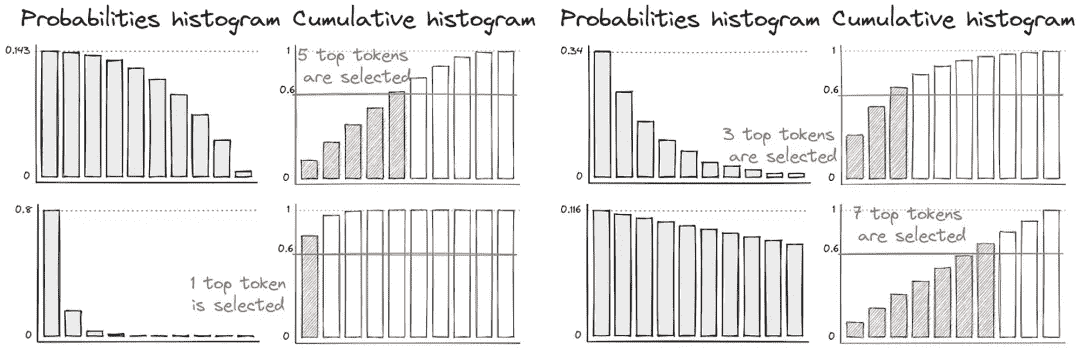 Probabilities histogram
Cumulative histogram
Probabilities histogram
Cumulative histogram
0.143
0
1
0.6
0
5 top tokens
are selected
0.34
0
3 top tokens
are selected
1
0.6
0
0.8
0
1 top token
is selected
1
0.6
0
0.116
0
1
0.6
0
7 top tokens
are selected